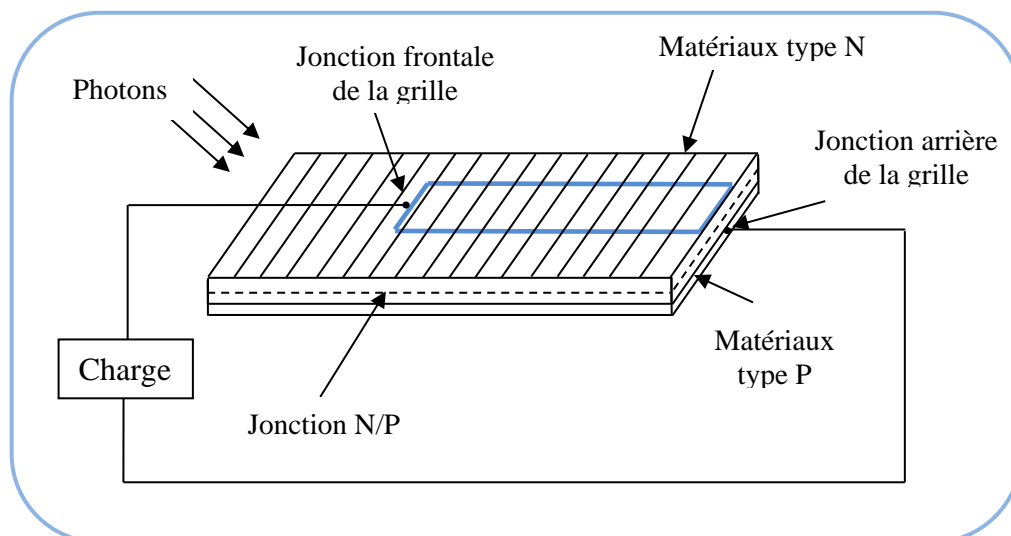 Photons
Jonction frontale
de la grille
Matériaux type N
Jonction arrière
de la grille
Charge
Jonction N/P
Matériaux
type P